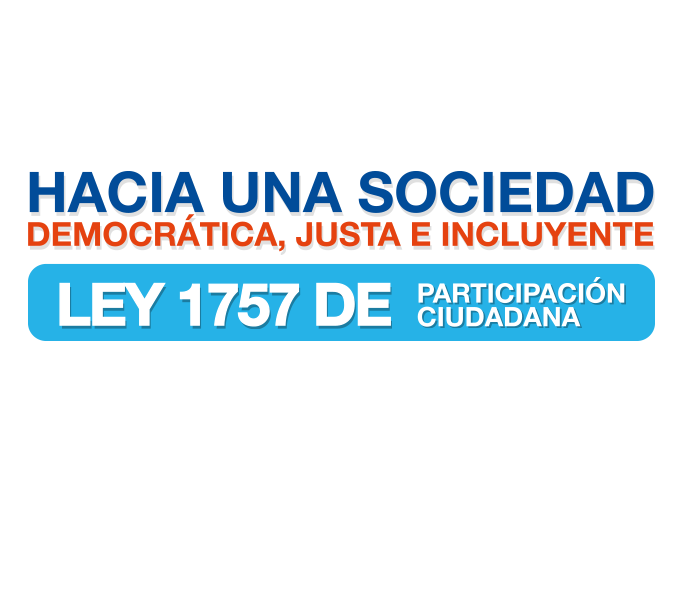 HACIA UNA SOCIEDAD
DEMOCRÁTICA, JUSTA E INCLUYENTE
LEY 1757 DE PARTICIPACIÓN
CIUDADANA